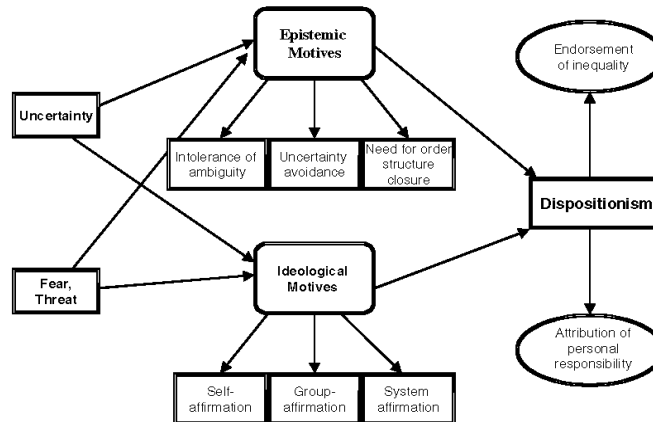 Epistemic
Motives
Endorsement
of inequality
Uncertainty
Intolerance of
ambiguity
Uncertainty
avoidance
Need for order
structure
closure
Dispositionism
Fear,
Threat
Ideological
Motives
Attribution of
personal
responsibility
Self-
affirmation
Group-
affirmation
System
affirmation